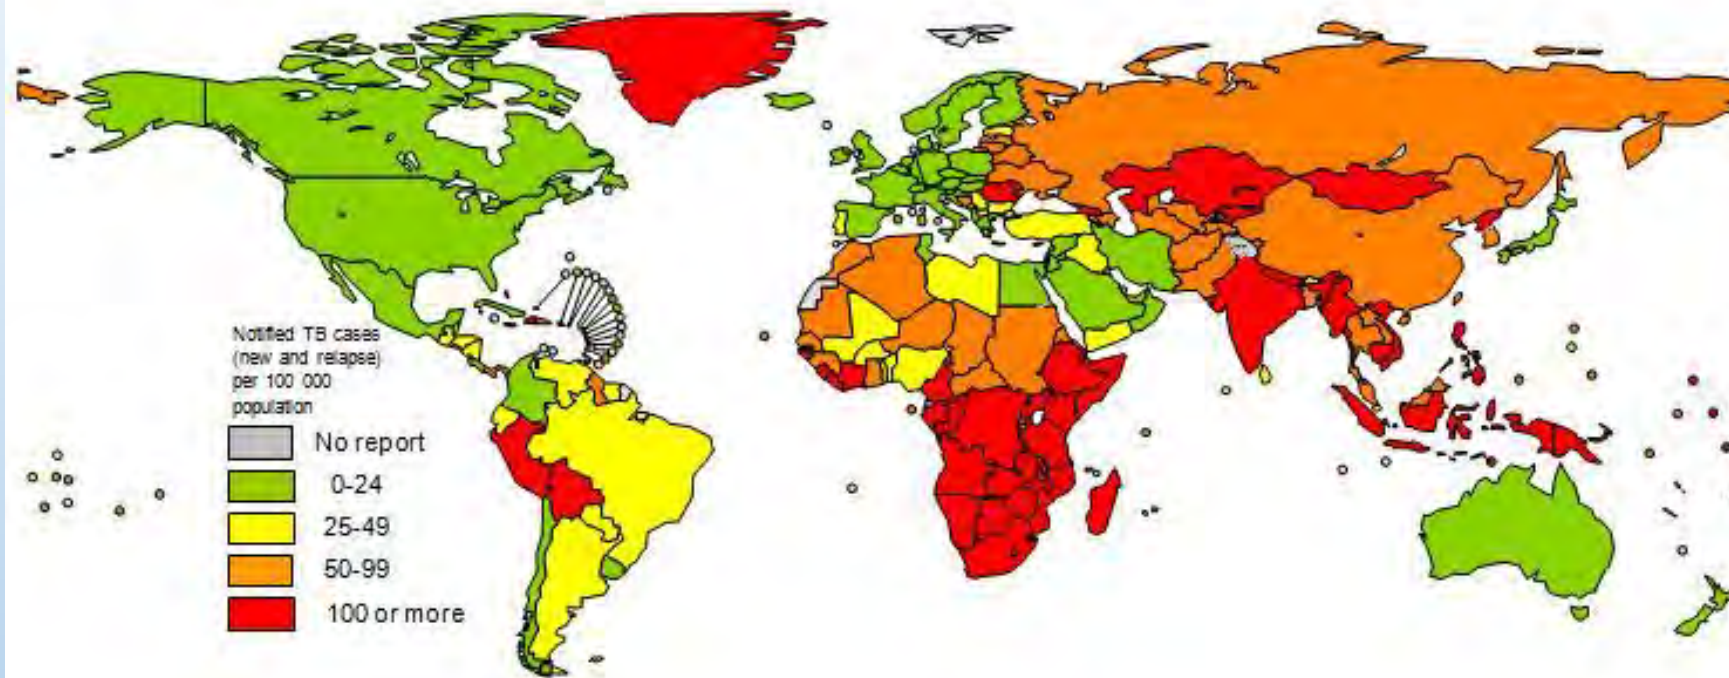 Notified TB cases
(new and relapse)
per 100 000
population
No report
0-24
25-49
50-99
100 or more